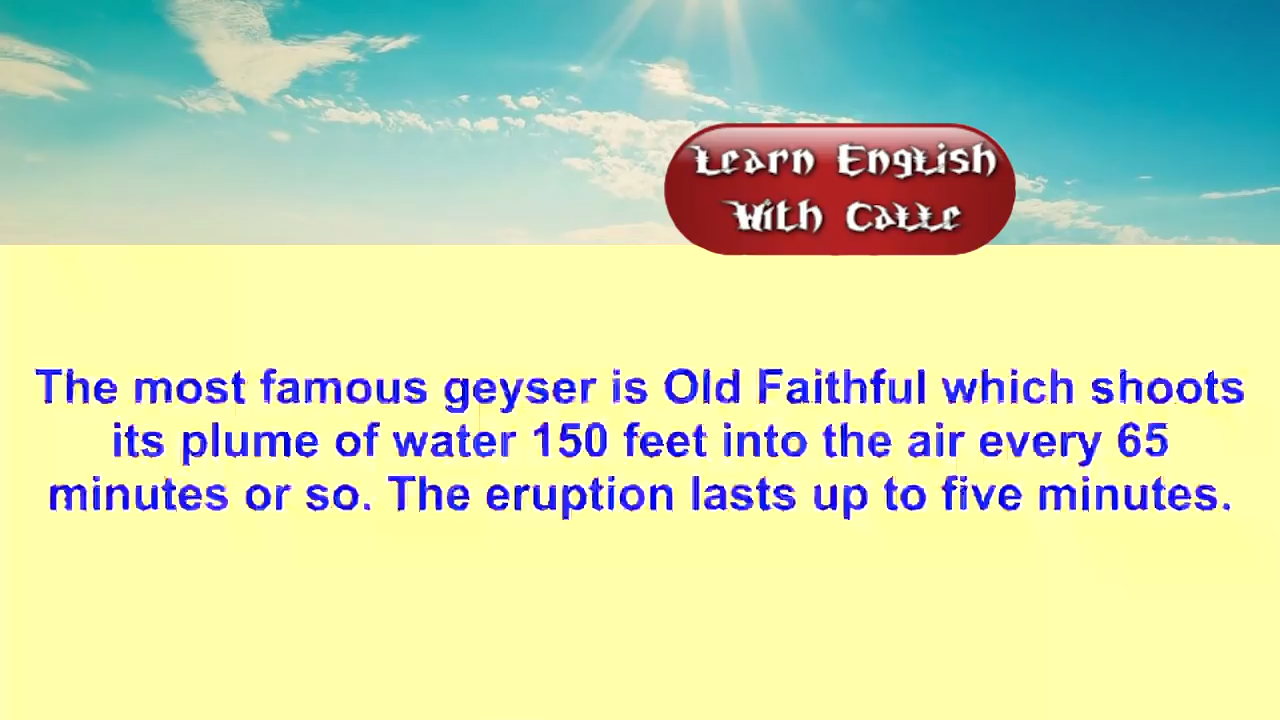 Learn English
With Calle
The most famous geyser is Old Faithful which shoots
its plume of water 150 feet into the air every 65
minutes or so. The eruption lasts up to five minutes.